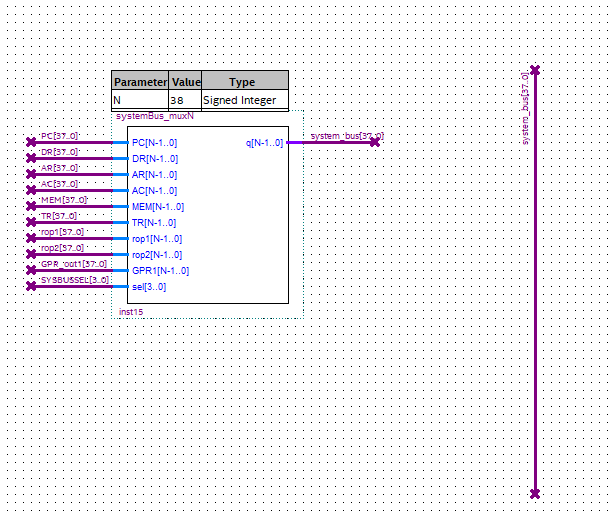 Parameter Value Type
N 38 Signed Integer
systemBus_muxN
PC[37..0] PC[N-1..0] q[N-1..0] system_bus[37..0]
DR[37..0] DR[N-1..0]
AR[37..0] AR[N-1..0]
AC[37..0] AC[N-1..0]
MEM[37..0] MEM[N-1..0]
TR[37..0] TR[N-1..0]
rop1[37..0] rop1[N-1..0]
rop2[37..0] rop2[N-1..0]
GPR_out1[37..0] GPR1[N-1..0]
SYSBUSSEL[3..0] sel[3..0]
inst15
system_bus[37..0]